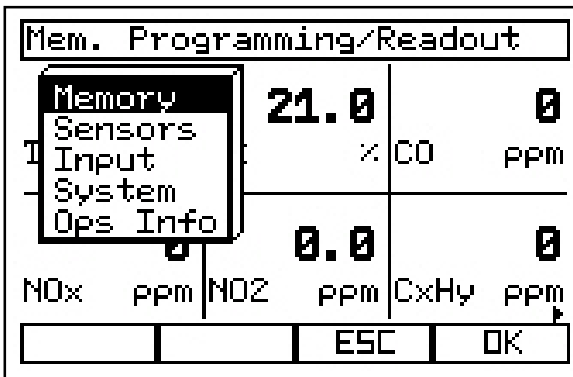 Mem. Programming/Readout
Memory
Sensors
Input
System
Ops Info
21.0 0
% CO ppm
0 0.0 0
NOx ppm NO2 ppm CxHy ppm
ESC OK